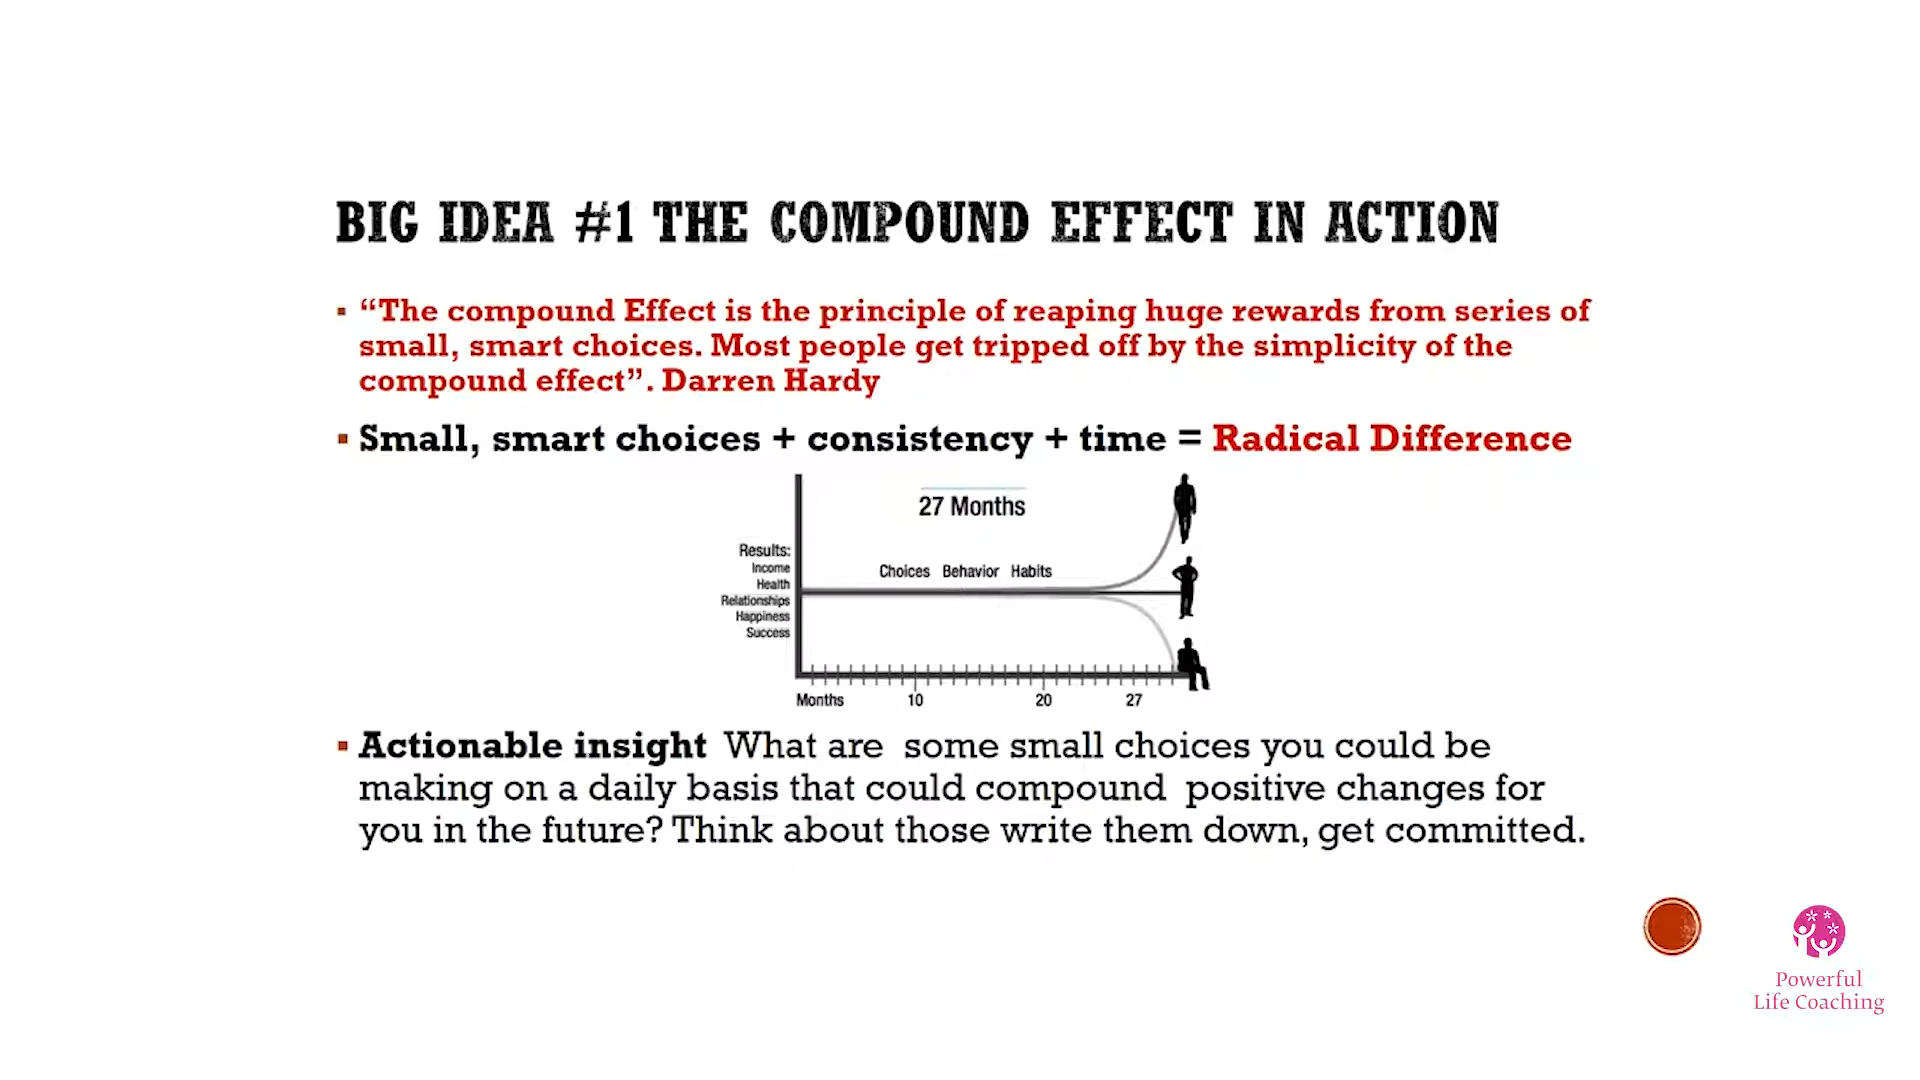 BIG IDEA #1 THE COMPOUND EFFECT IN ACTION
▪ “The compound Effect is the principle of reaping huge rewards from series of
small, smart choices. Most people get tripped off by the simplicity of the
compound effect”. Darren Hardy
▪ Small, smart choices + consistency + time = Radical Difference
27 Months
Results:
Income
Health
Relationships
Happiness
Success
Choices Behavior Habits
Months 10 20 27
▪ Actionable insight What are some small choices you could be
making on a daily basis that could compound positive changes for
you in the future? Think about those write them down, get committed.
Powerful
Life Coaching